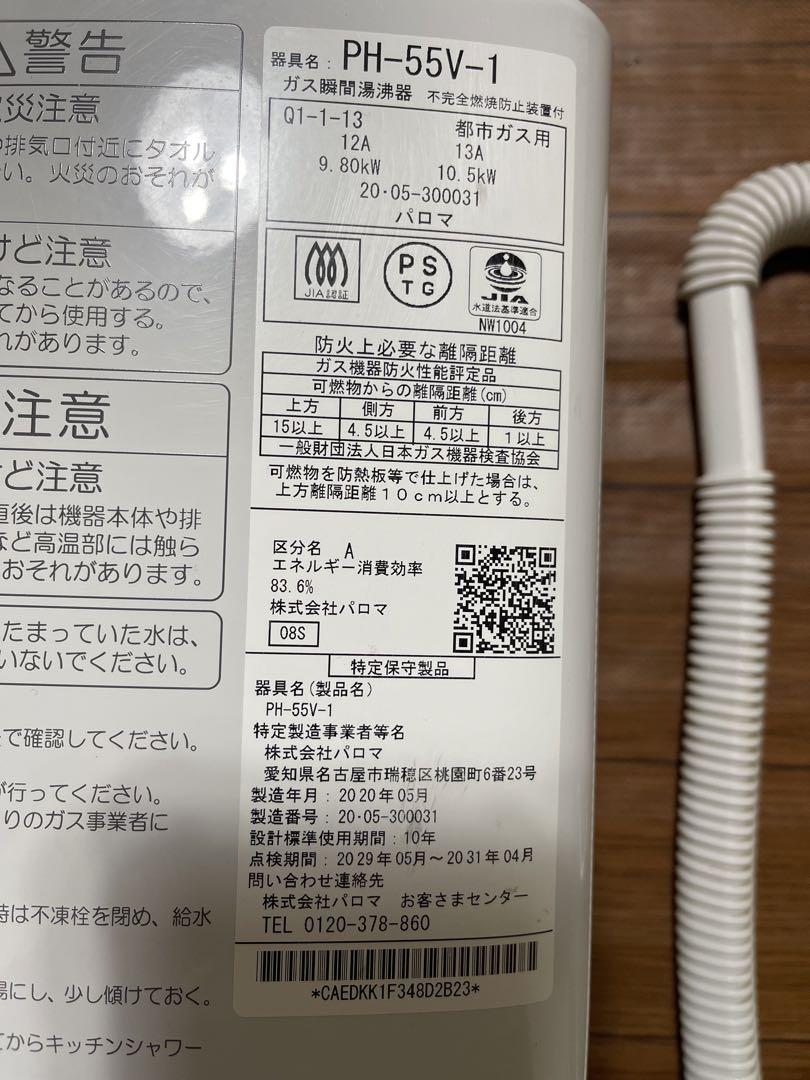 警告
災注意
排気口付近にタオル
い。火災のおそれが
けど注意
なることがあるので、
てから使用する。
れがあります。
注意
けど注意
直後は機器本体や排
など高温部には触ら
おそれがあります。
たまっていた水は、
いないでください。
で確認してください。
が行ってください。
りのガス事業者に
時は不凍栓を閉め、給水
湯にし、少し傾けておく。
てからキッチンシャワー
器具名: PH-55V-1
ガス瞬間湯沸器 不完全燃焼防止装置付
Q1-1-13 都市ガス用
12A 13A
9.80kW 10.5kW
20・05-300031
パロマ
JIA認証
PS
TG
JIA
水道法基準適合
NW1004
防火上必要な離隔距離
ガス機器防火性能評定品
可燃物からの離隔距離(cm)
上方 側方 前方 後方
15以上 4.5以上 4.5以上 1以上
一般財団法人日本ガス機器検査協会
可燃物を防熱板等で仕上げた場合は、
上方離隔距離10cm以上とする。
区分名 A
エネルギー消費効率
83.6%
株式会社パロマ
08S
特定保守製品
器具名(製品名)
PH-55V-1
特定製造事業者等名
株式会社パロマ
愛知県名古屋市瑞穂区桃園町6番23号
製造年月:2020年05月
製造番号:20・05-300031
設計標準使用期間:10年
点検期間:2029年05月~2031年04月
問い合わせ連絡先
株式会社パロマ お客さまセンター
TEL 0120-378-860
*CAEDKK1F348D2B23*